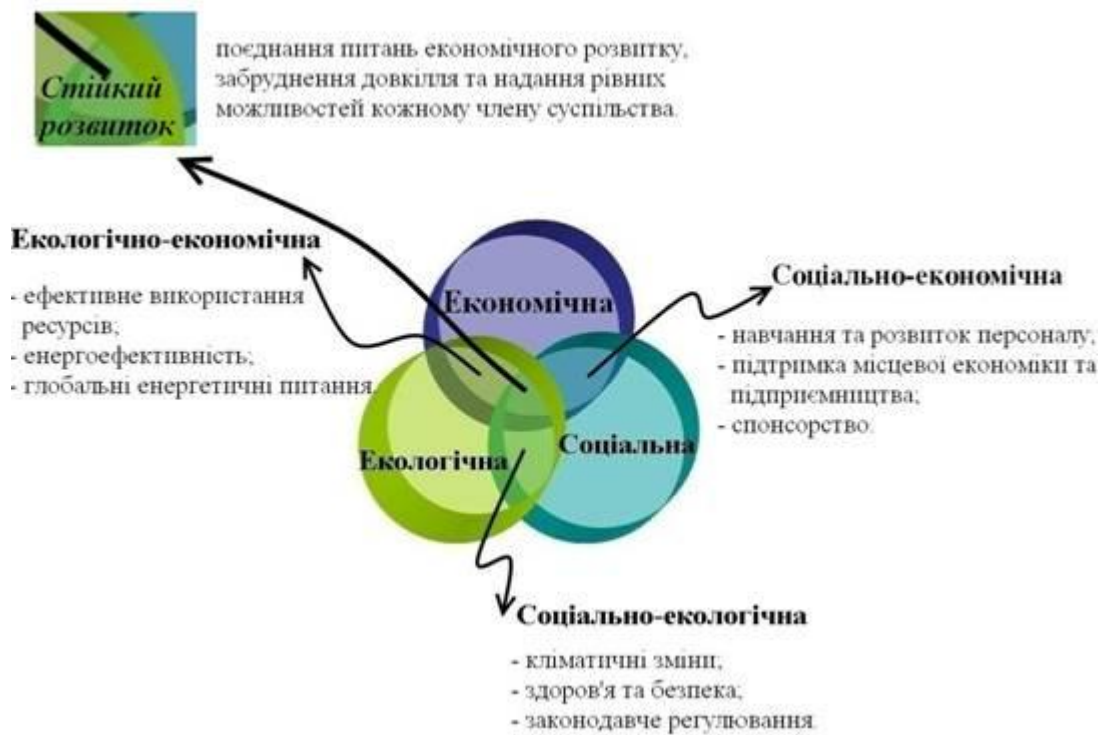 Стійкий
розвиток
поєднання питань економічного розвитку,
забруднення довкілля та надання рівних
можливостей кожному члену суспільства.
Екологічно-економічна
- ефективне використання
ресурсів;
- енергоефективність;
- глобальні енергетичні питання.
Економічна
Соціально-економічна
- навчання та розвиток персоналу;
- підтримка місцевої економіки та
підприємництва;
- спонсорство.
Екологічна
Соціальна
Соціально-екологічна
- кліматичні зміни;
- здоров'я та безпека;
- законодавче регулювання.